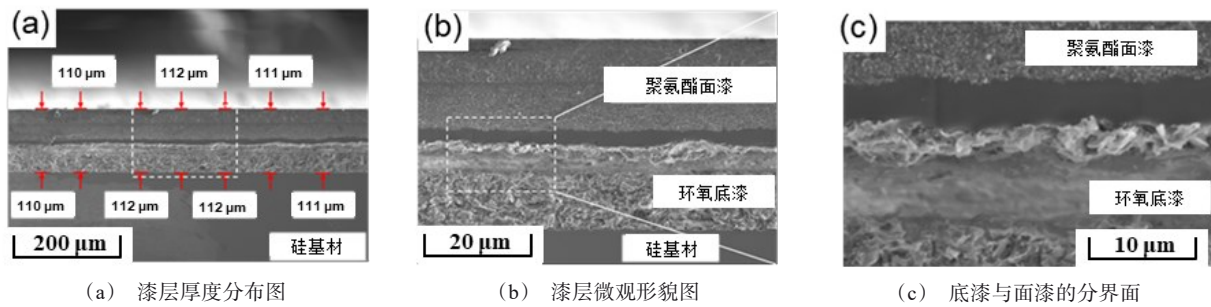 (a)
110 μm
112 μm
111 μm
110 μm
112 μm
112 μm
111 μm
200 μm
硅基材
(b)
聚氨酯面漆
环氧底漆
20 μm
硅基材
(c)
聚氨酯面漆
环氧底漆
10 μm
（a） 漆层厚度分布图
（b） 漆层微观形貌图
（c） 底漆与面漆的分界面